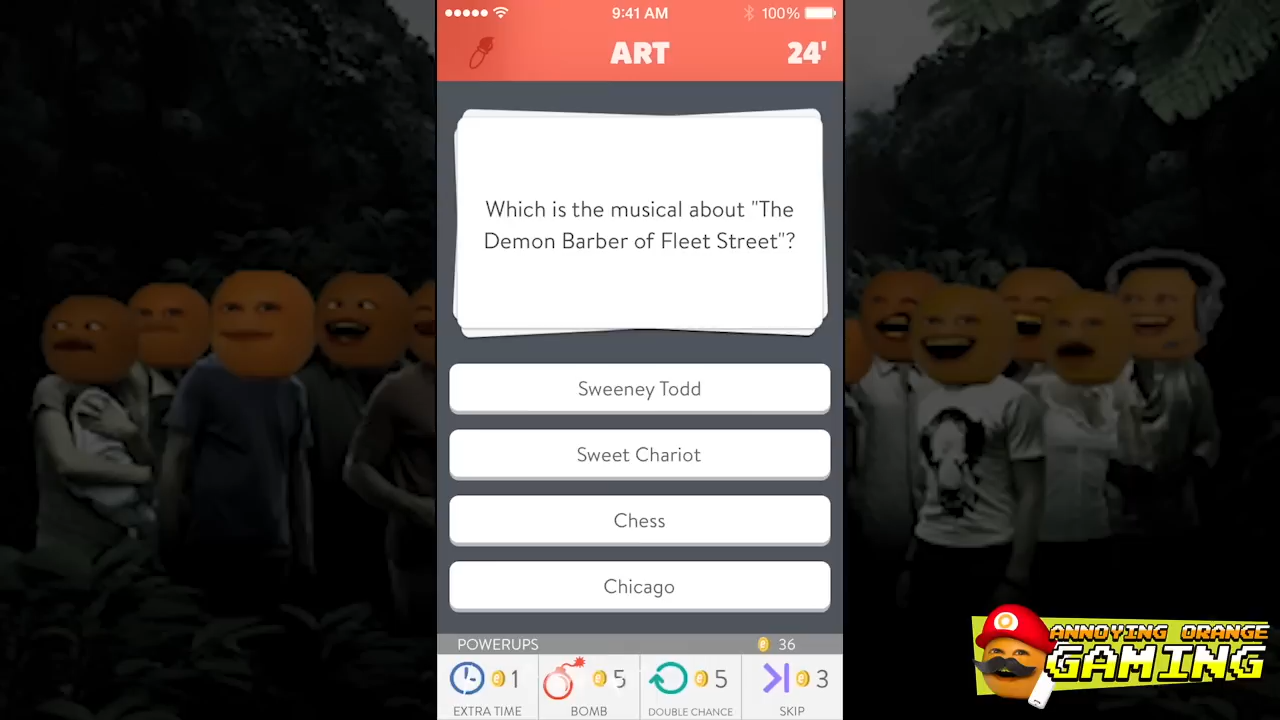 9:41 AM 100%
ART 24'
Which is the musical about "The
Demon Barber of Fleet Street"?
Sweeney Todd
Sweet Chariot
Chess
Chicago
POWERUPS 36
1 5 5 3
EXTRA TIME BOMB DOUBLE CHANCE SKIP
ANNOYING ORANGE
GAMING